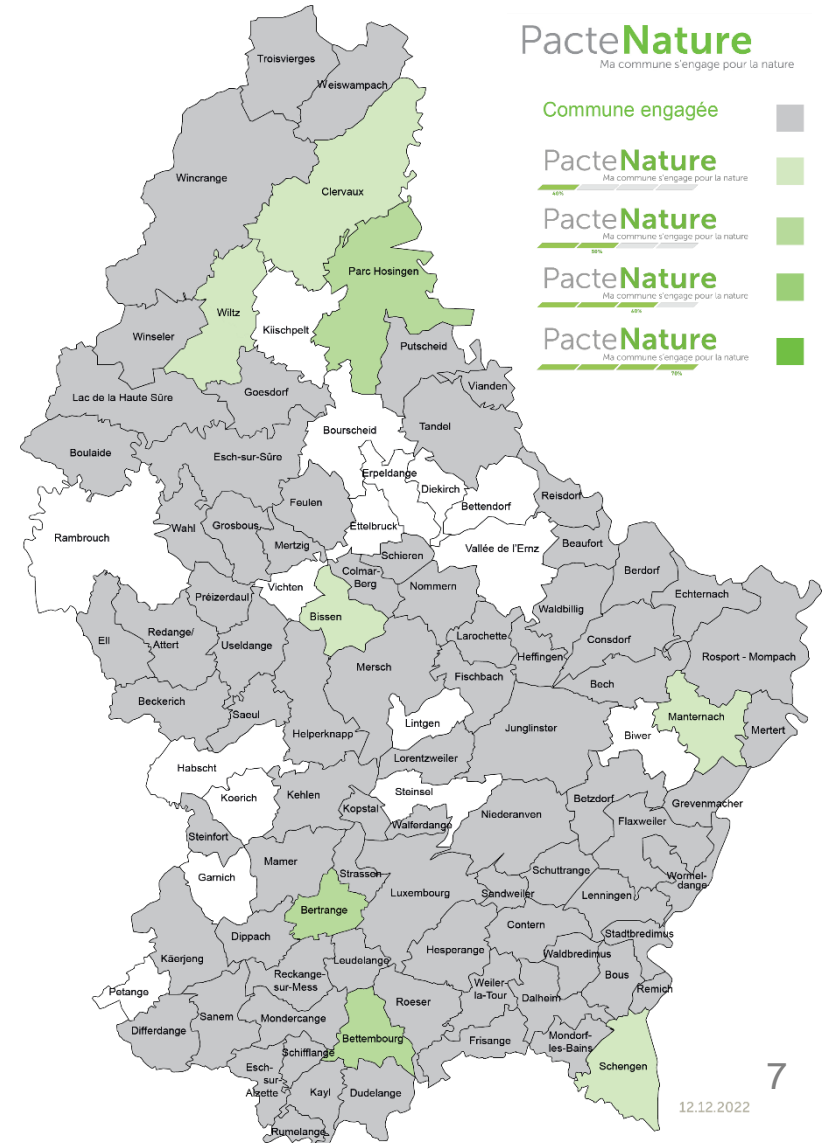 PacteNature
Ma commune s'engage pour la nature
Commune engagée
PacteNature
Ma commune s'engage pour la nature
40%
PacteNature
Ma commune s'engage pour la nature
50%
PacteNature
Ma commune s'engage pour la nature
60%
PacteNature
Ma commune s'engage pour la nature
70%
Troisvierges
Weiswampach
Wincrange
Clervaux
Parc Hosingen
Wiltz
Kiischpelt
Winseler
Putscheid
Vianden
Goesdorf
Lac de la Haute Sûre
Tandel
Bourscheid
Boulaide
Esch-sur-Sûre
Erpeldange
Diekirch
Bettendorf
Reisdorf
Feulen
Ettelbruck
Wahl
Grosbous
Rambrouch
Mertzig
Schieren
Vallée de l'Ernz
Beaufort
Berdorf
Colmar-
Berg
Vichten
Nommern
Echternach
Préizerdaul
Waldbillig
Bissen
Ell
Redange/
Attert
Useldange
Larochette
Consdorf
Heffingen
Rosport - Mompach
Mersch
Fischbach
Bech
Beckerich
Saeul
Lintgen
Manternach
Mertert
Junglinster
Biwer
Helperknapp
Lorentzweiler
Habscht
Koerich
Kehlen
Steinsel
Betzdorf
Grevenmacher
Kopstal
Niederanven
Flaxweiler
Walferdange
Steinfort
Mamer
Garnich
Strassen
Schuttrange
Wormel-
dange
Luxembourg
Sandweiler
Lenningen
Bertrange
Contern
Stadtbredimus
Dippach
Hesperange
Waldbredimus
Käerjeng
Leudelange
Bous
Reckange-
sur-Mess
Weiler-
la-Tour
Remich
Petange
Dalheim
Roeser
Sanem
Mondercange
Differdange
Bettembourg
Frisange
Mondorf-
les-Bains
Schifflange
Esch-
sur-
Alzette
Schengen
Kayl
Dudelange
Rumelange
7
12.12.2022